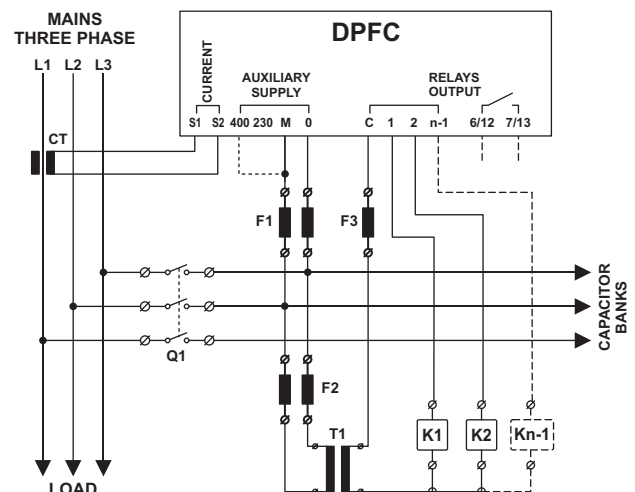 MAINS
THREE PHASE
L1 L2 L3
DPFC
CURRENT
AUXILIARY
SUPPLY
RELAYS
OUTPUT
S1 S2 400 230 M 0 C 1 2 n-1 6/12 7/13
CT
F1 F3
CAPACITOR
BANKS
Q1
F2
T1
K1 K2 Kn-1
LOAD